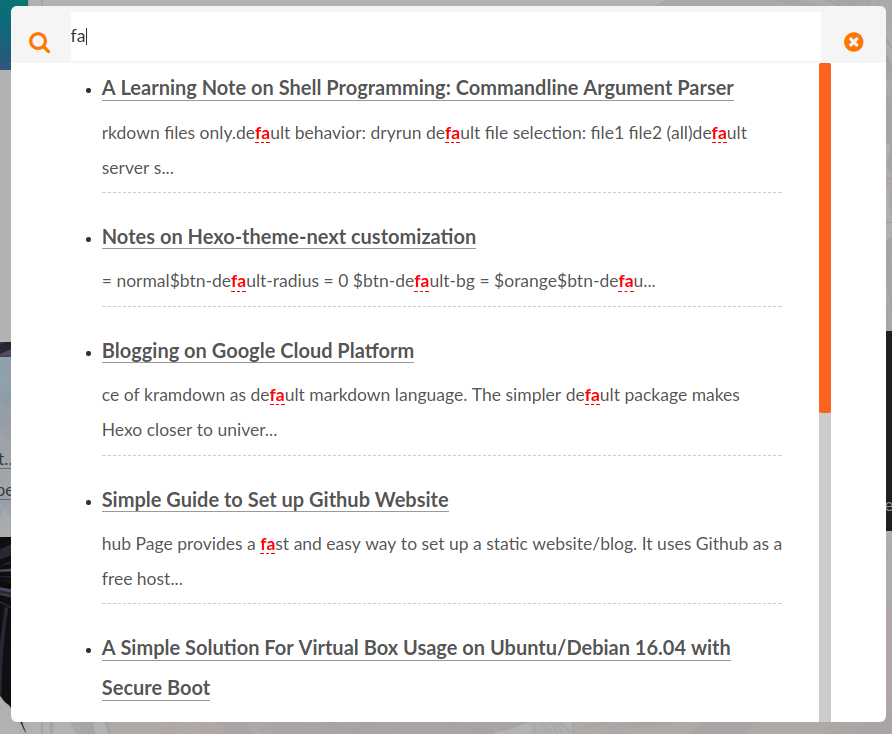 fa
A Learning Note on Shell Programming: Commandline Argument Parser
rkdown files only.default behavior: dryrun default file selection: file1 file2 (all)default
server s...
Notes on Hexo-theme-next customization
= normal$btn-default-radius = 0 $btn-default-bg = $orange$btn-defau...
Blogging on Google Cloud Platform
ce of kramdown as default markdown language. The simpler default package makes
Hexo closer to univer...
Simple Guide to Set up Github Website
hub Page provides a fast and easy way to set up a static website/blog. It uses Github as a
free host...
A Simple Solution For Virtual Box Usage on Ubuntu/Debian 16.04 with
Secure Boot